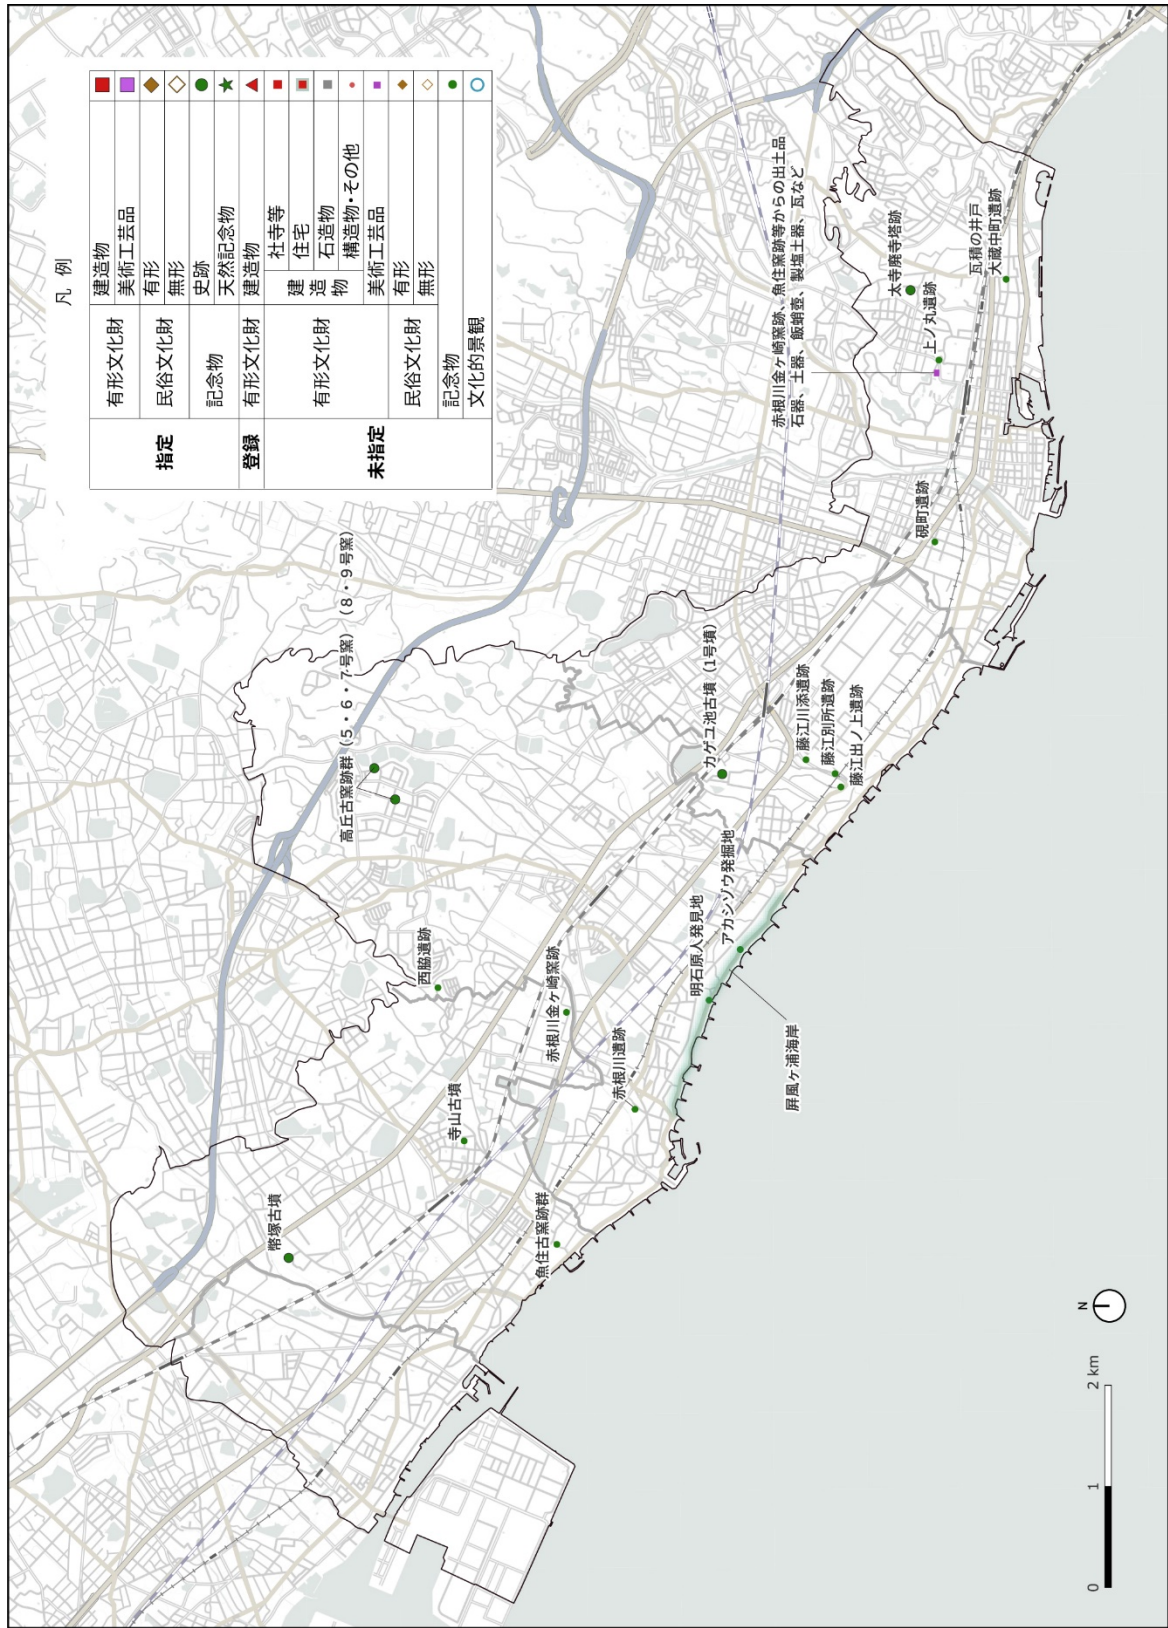 凡 例
指定
有形文化財
建造物
美術工芸品
民俗文化財
有形
無形
記念物
史跡
天然記念物
登録
有形文化財
建造物
未指定
有形文化財
建造物
社寺等
住宅
石造物
構造物・その他
美術工芸品
民俗文化財
有形
無形
記念物
文化的景観
高丘古窯跡群（5・6・7号窯）（8・9号窯）
幣塚古墳
西脇遺跡
寺山古墳
赤根川金ヶ崎窯跡
魚住古窯跡群
赤根川遺跡
明石原人発見地
アカシゾウ発掘地
屏風ヶ浦海岸
カゲユ池古墳（1号墳）
藤江川添遺跡
藤江別所遺跡
藤江出ノ上遺跡
硯町遺跡
赤根川金ヶ崎窯跡、魚住窯跡等からの出土品
石器、土器、飯蛸壺、製塩土器、瓦など
太寺廃寺塔跡
上ノ丸遺跡
瓦積の井戸
大蔵中町遺跡
N
0 1 2 km